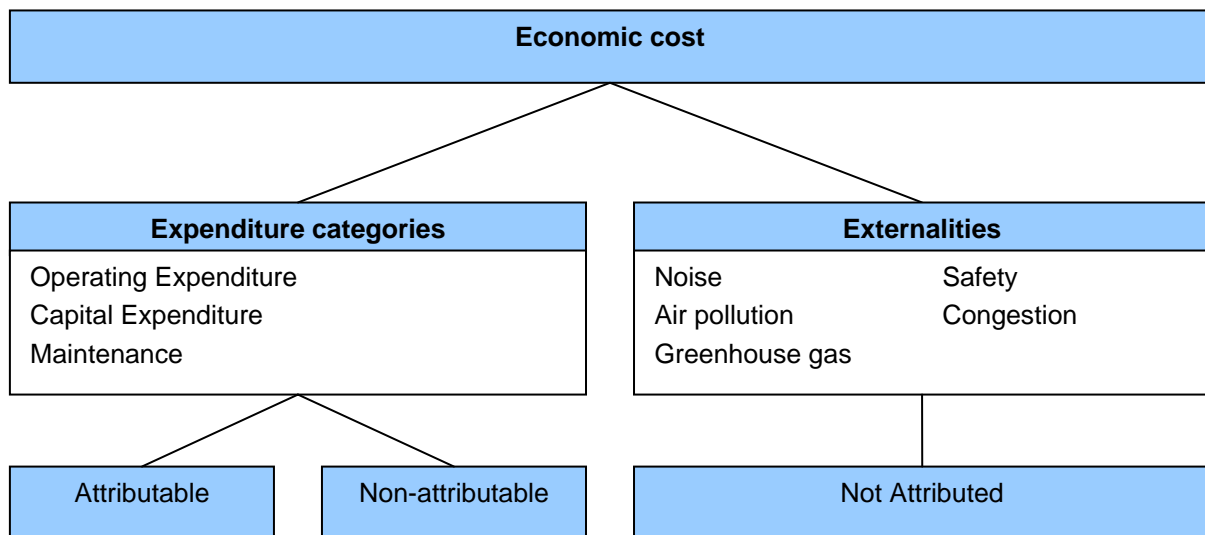 Economic cost
Expenditure categories
Operating Expenditure
Capital Expenditure
Maintenance
Externalities
Noise Safety
Air pollution Congestion
Greenhouse gas
Attributable
Non-attributable
Not Attributed